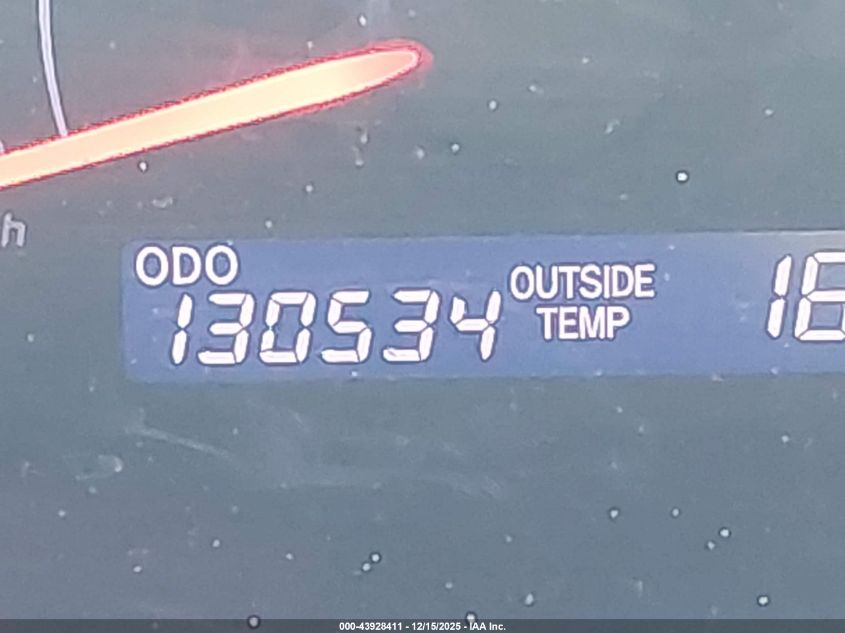 h
ODO
130534
OUTSIDE
TEMP
000-43928411 - 12/15/2025 - IAA Inc.